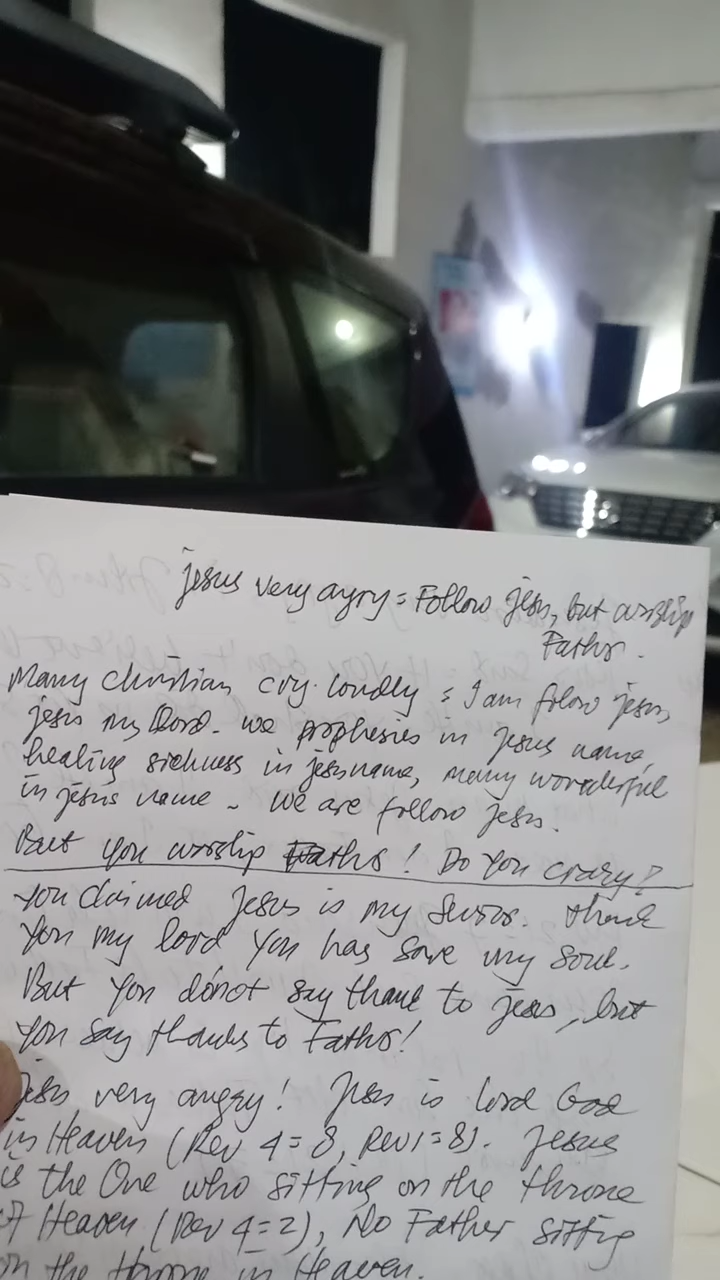 Jesus very angry = Follow Jesus, but worship
Father.
Many christian cry loudly = I am follow jesus,
jesus my Lord. we prophesies in Jesus name,
healing sickness in jesus name, many wonderful
in jesus name - we are follow jesus.
But you worship Father! Do You crazy?
You claimed Jesus is my Savior. thank
You my lord You has save my soul.
But You donot say thank to Jesus, but
You say thanks to Father!
Jesus very angry! Jesus is lord God
in Heaven (Rev 4=8, Rev1=8). Jesus
is the One who sitting on the throne
of Heaven (Rev 4=2), No Father sitting
on the throne in Heaven.